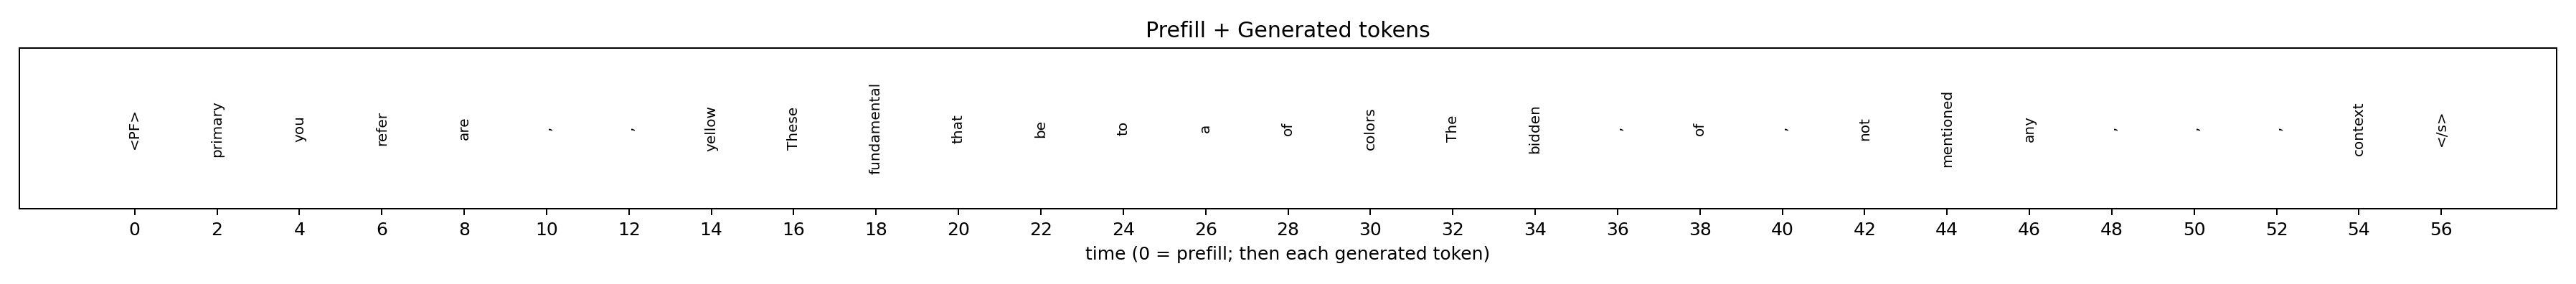 Prefill + Generated tokens
<PF> primary you refer are , , yellow These fundamental that be to a of colors The bidden , of , not mentioned any , , , context </s>
0 2 4 6 8 10 12 14 16 18 20 22 24 26 28 30 32 34 36 38 40 42 44 46 48 50 52 54 56
time (0 = prefill; then each generated token)